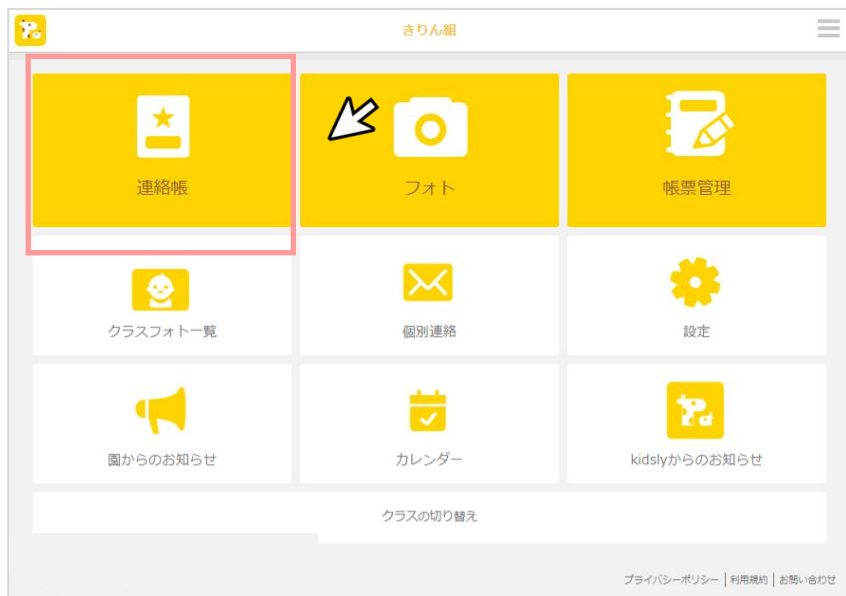 きりん組
連絡帳
フォト
帳票管理
クラスフォト一覧
個別連絡
設定
園からのお知らせ
カレンダー
kidslyからのお知らせ
クラスの切り替え
プライバシーポリシー | 利用規約 | お問い合わせ